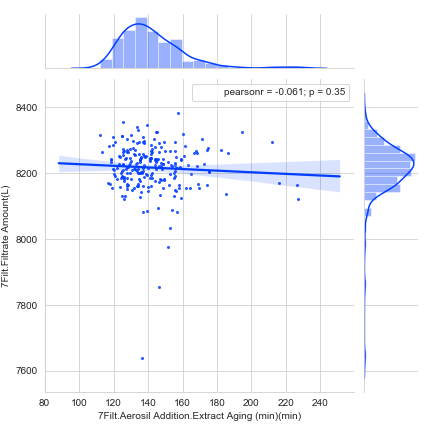 pearsonr = -0.061; p = 0.35
8400
8200
8000
7800
7600
7Filt.Filtrate Amount(L)
80 100 120 140 160 180 200 220 240
7Filt.Aerosil Addition.Extract Aging (min)(min)